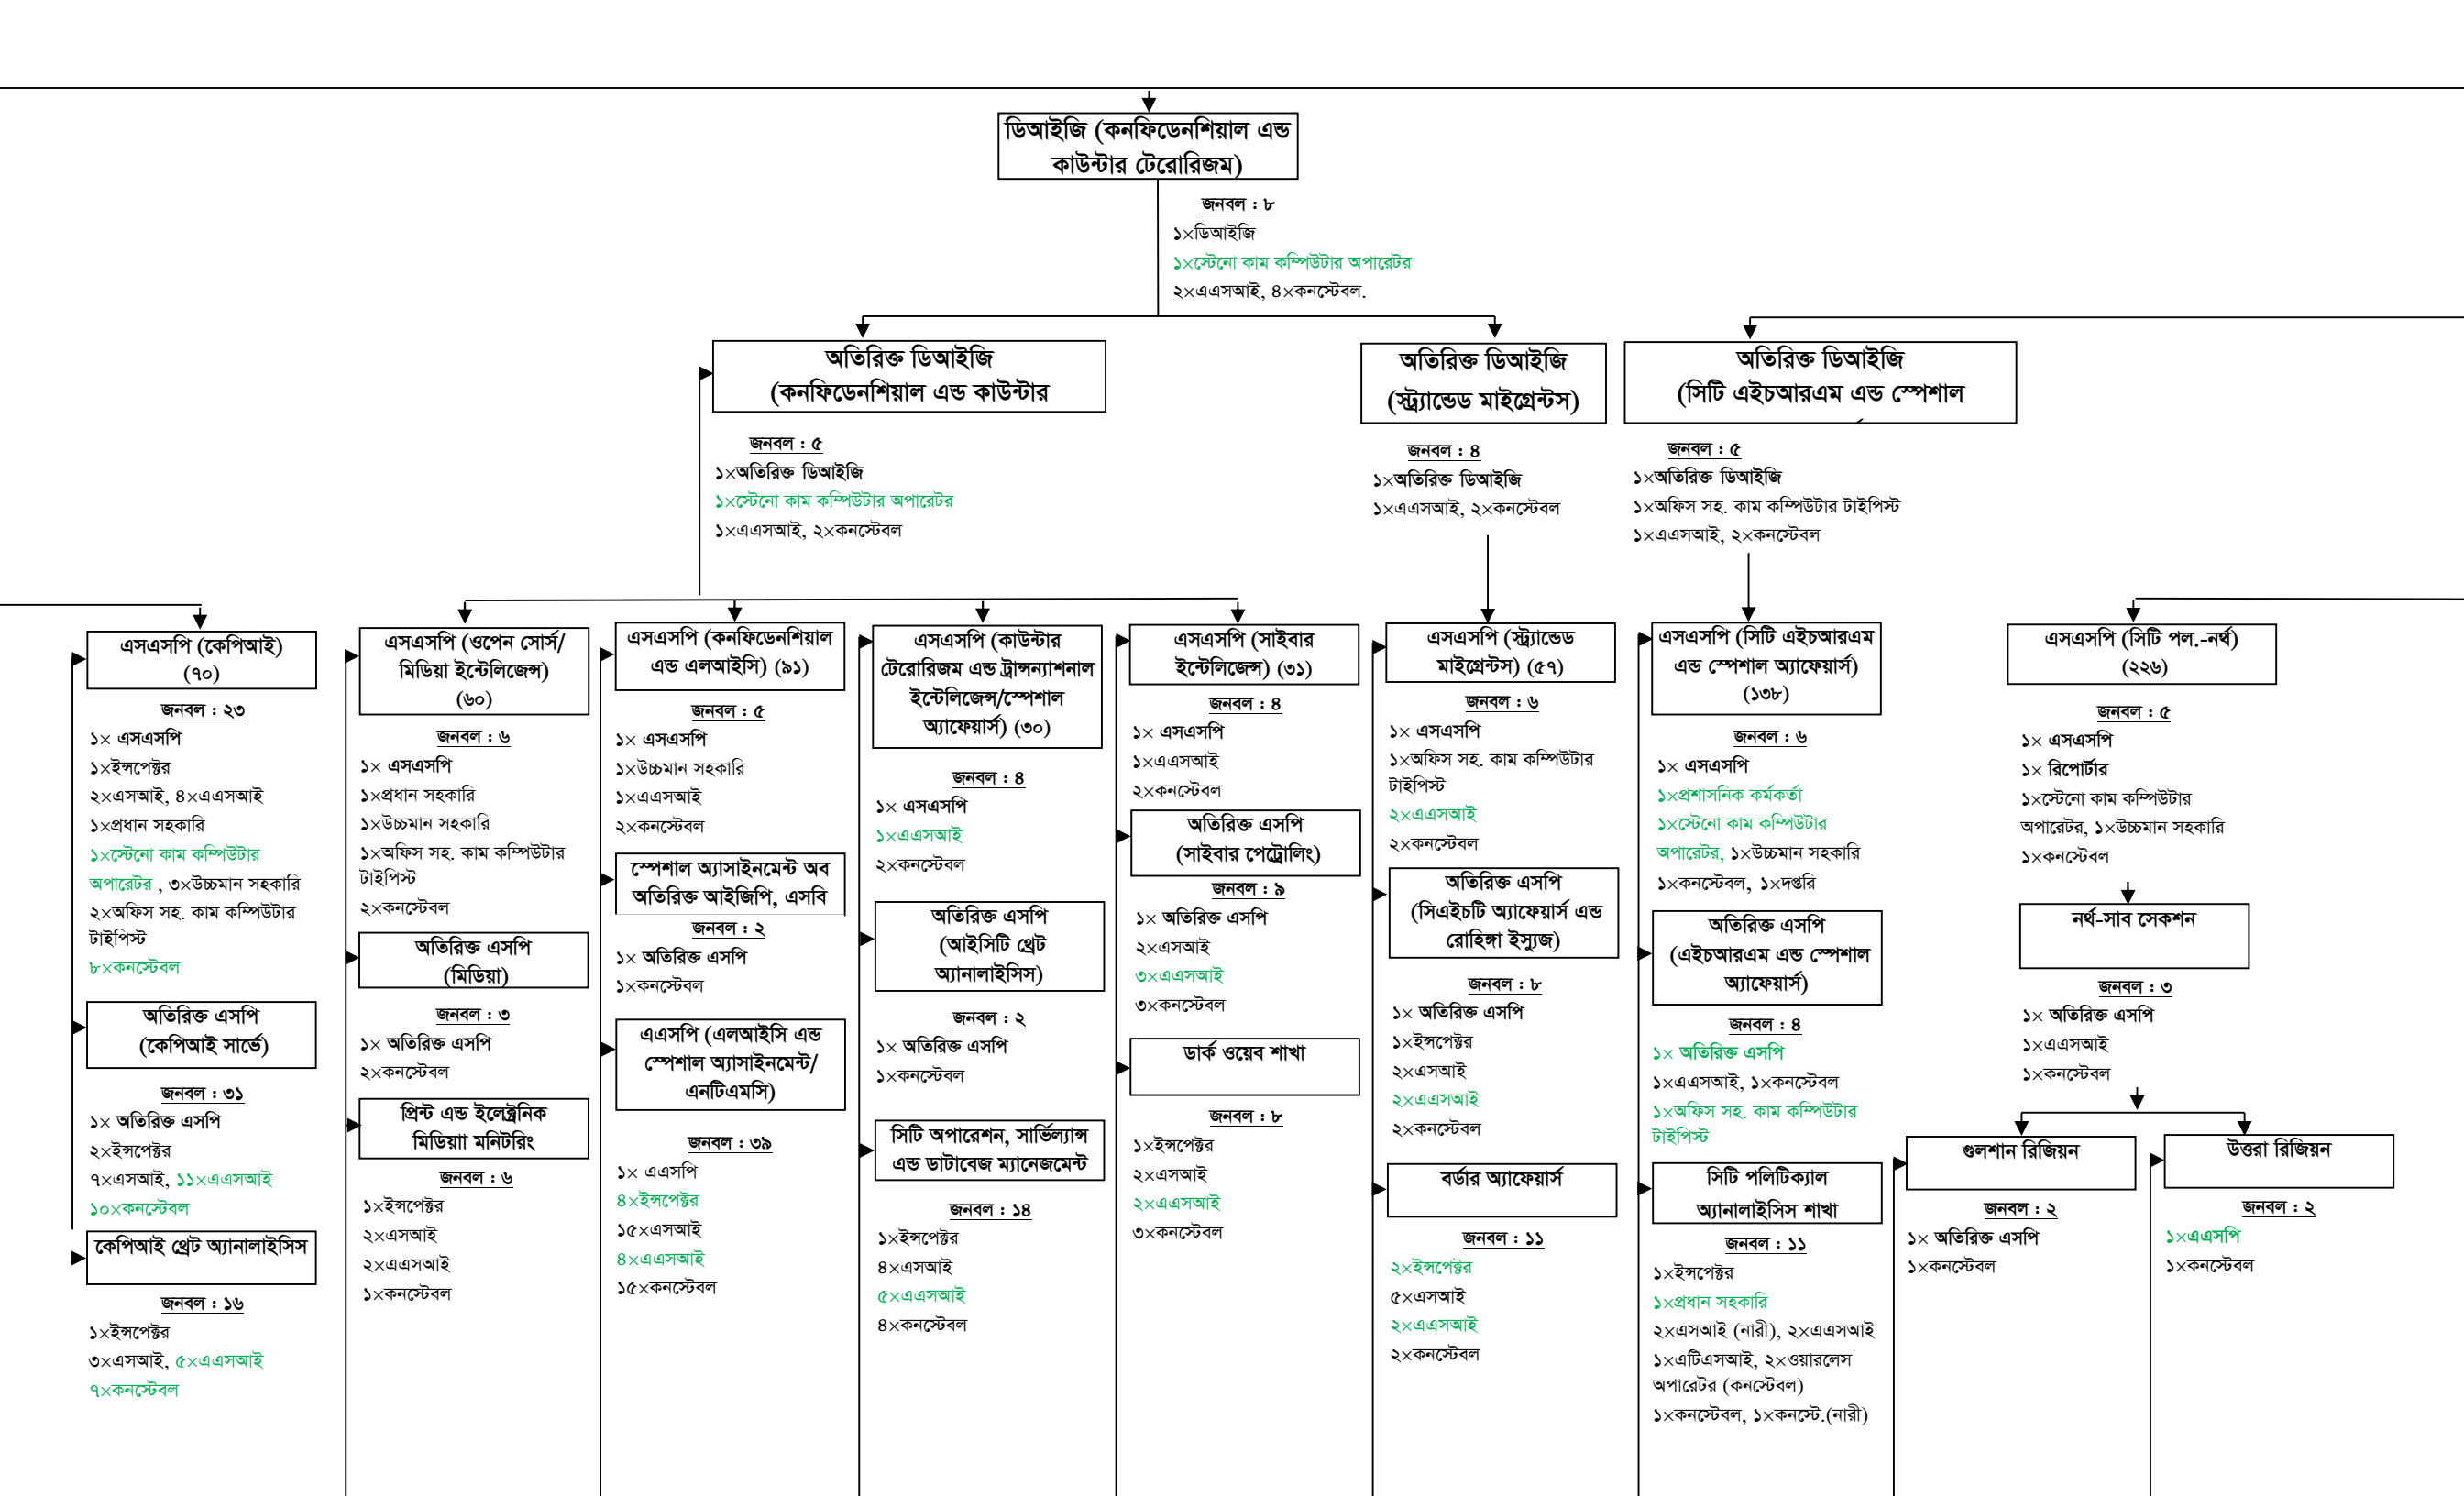 ডিআইজি (কনফিডেনশিয়াল এন্ড
কাউন্টার টেরোরিজম)
জনবল : ৮
১×ডিআইজি
১×স্টেনো কাম কম্পিউটার অপারেটর
২×এএসআই, ৪×কনস্টেবল.
অতিরিক্ত ডিআইজি
(কনফিডেনশিয়াল এন্ড কাউন্টার
জনবল : ৫
১×অতিরিক্ত ডিআইজি
১×স্টেনো কাম কম্পিউটার অপারেটর
১×এএসআই, ২×কনস্টেবল
অতিরিক্ত ডিআইজি
(স্ট্র্যান্ডেড মাইগ্রেন্টস)
জনবল : ৪
১×অতিরিক্ত ডিআইজি
১×এএসআই, ২×কনস্টেবল
অতিরিক্ত ডিআইজি
(সিটি এইচআরএম এন্ড স্পেশাল
জনবল : ৫
১×অতিরিক্ত ডিআইজি
১×অফিস সহ. কাম কম্পিউটার টাইপিস্ট
১×এএসআই, ২×কনস্টেবল
এসএসপি (কেপিআই)
(৭০)
জনবল : ২৩
১× এসএসপি
১×ইন্সপেক্টর
২×এসআই, ৪×এএসআই
১×প্রধান সহকারি
১×স্টেনো কাম কম্পিউটার
অপারেটর , ৩×উচ্চমান সহকারি
২×অফিস সহ. কাম কম্পিউটার
টাইপিস্ট
৮×কনস্টেবল
অতিরিক্ত এসপি
(কেপিআই সার্ভে)
জনবল : ৩১
১× অতিরিক্ত এসপি
২×ইন্সপেক্টর
৭×এসআই, ১১×এএসআই
১০×কনস্টেবল
কেপিআই থ্রেট অ্যানালাইসিস
জনবল : ১৬
১×ইন্সপেক্টর
৩×এসআই, ৫×এএসআই
৭×কনস্টেবল
এসএসপি (ওপেন সোর্স/
মিডিয়া ইন্টেলিজেন্স)
(৬০)
জনবল : ৬
১× এসএসপি
১×প্রধান সহকারি
১×উচ্চমান সহকারি
১×অফিস সহ. কাম কম্পিউটার
টাইপিস্ট
২×কনস্টেবল
অতিরিক্ত এসপি
(মিডিয়া)
জনবল : ৩
১× অতিরিক্ত এসপি
২×কনস্টেবল
প্রিন্ট এন্ড ইলেক্ট্রনিক
মিডিয়াা মনিটরিং
জনবল : ৬
১×ইন্সপেক্টর
২×এসআই
২×এএসআই
১×কনস্টেবল
এসএসপি (কনফিডেনশিয়াল
এন্ড এলআইসি) (৯১)
জনবল : ৫
১× এসএসপি
১×উচ্চমান সহকারি
১×এএসআই
২×কনস্টেবল
স্পেশাল অ্যাসাইনমেন্ট অব
অতিরিক্ত আইজিপি, এসবি
জনবল : ২
১× অতিরিক্ত এসপি
১×কনস্টেবল
এএসপি (এলআইসি এন্ড
স্পেশাল অ্যাসাইনমেন্ট/
এনটিএমসি)
জনবল : ৩৯
১× এএসপি
৪×ইন্সপেক্টর
১৫×এসআই
৪×এএসআই
১৫×কনস্টেবল
এসএসপি (কাউন্টার
টেরোরিজম এন্ড ট্রান্সন্যাশনাল
ইন্টেলিজেন্স/স্পেশাল
অ্যাফেয়ার্স) (৩০)
জনবল : ৪
১× এসএসপি
১×এএসআই
২×কনস্টেবল
অতিরিক্ত এসপি
(আইসিটি থ্রেট
অ্যানালাইসিস)
জনবল : ২
১× অতিরিক্ত এসপি
১×কনস্টেবল
সিটি অপারেশন, সার্ভিল্যান্স
এন্ড ডাটাবেজ ম্যানেজমেন্ট
জনবল : ১৪
১×ইন্সপেক্টর
৪×এসআই
৫×এএসআই
৪×কনস্টেবল
এসএসপি (সাইবার
ইন্টেলিজেন্স) (৩১)
জনবল : ৪
১× এসএসপি
১×এএসআই
২×কনস্টেবল
অতিরিক্ত এসপি
(সাইবার পেট্রোলিং)
জনবল : ৯
১× অতিরিক্ত এসপি
২×এসআই
৩×এএসআই
৩×কনস্টেবল
ডার্ক ওয়েব শাখা
জনবল : ৮
১×ইন্সপেক্টর
২×এসআই
২×এএসআই
৩×কনস্টেবল
এসএসপি (স্ট্র্যান্ডেড
মাইগ্রেন্টস) (৫৭)
জনবল : ৬
১× এসএসপি
১×অফিস সহ. কাম কম্পিউটার
টাইপিস্ট
২×এএসআই
২×কনস্টেবল
অতিরিক্ত এসপি
(সিএইচটি অ্যাফেয়ার্স এন্ড
রোহিঙ্গা ইস্যুজ)
জনবল : ৮
১× অতিরিক্ত এসপি
১×ইন্সপেক্টর
২×এসআই
২×এএসআই
২×কনস্টেবল
বর্ডার অ্যাফেয়ার্স
জনবল : ১১
২×ইন্সপেক্টর
৫×এসআই
২×এএসআই
২×কনস্টেবল
এসএসপি (সিটি এইচআরএম
এন্ড স্পেশাল অ্যাফেয়ার্স)
(১৩৮)
জনবল : ৬
১× এসএসপি
১×প্রশাসনিক কর্মকর্তা
১×স্টেনো কাম কম্পিউটার
অপারেটর, ১×উচ্চমান সহকারি
১×কনস্টেবল, ১×দপ্তরি
অতিরিক্ত এসপি
(এইচআরএম এন্ড স্পেশাল
অ্যাফেয়ার্স)
জনবল : ৪
১× অতিরিক্ত এসপি
১×এএসআই, ১×কনস্টেবল
১×অফিস সহ. কাম কম্পিউটার
টাইপিস্ট
সিটি পলিটিক্যাল
অ্যানালাইসিস শাখা
জনবল : ১১
১×ইন্সপেক্টর
১×প্রধান সহকারি
২×এসআই (নারী), ২×এএসআই
১×এটিএসআই, ২×ওয়ারলেস
অপারেটর (কনস্টেবল)
১×কনস্টেবল, ১×কনস্টে.(নারী)
এসএসপি (সিটি পল.-নর্থ)
(২২৬)
জনবল : ৫
১× এসএসপি
১× রিপোর্টার
১×স্টেনো কাম কম্পিউটার
অপারেটর, ১×উচ্চমান সহকারি
১×কনস্টেবল
নর্থ-সাব সেকশন
জনবল : ৩
১× অতিরিক্ত এসপি
১×এএসআই
১×কনস্টেবল
গুলশান রিজিয়ন
জনবল : ২
১× অতিরিক্ত এসপি
১×কনস্টেবল
উত্তরা রিজিয়ন
জনবল : ২
১×এএসপি
১×কনস্টেবল